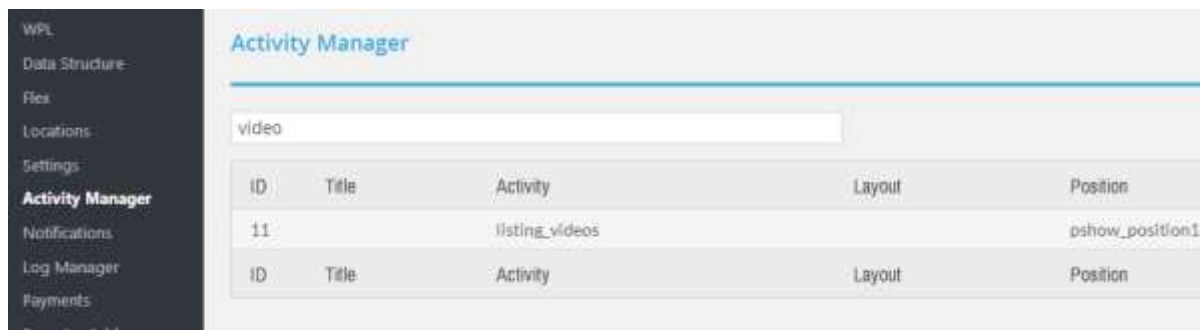 WPL
Data Structure
Flex
Locations
Settings
Activity Manager
Notifications
Log Manager
Payments
Activity Manager
video
ID Title Activity Layout Position
11 listing_videos pshow_position1
ID Title Activity Layout Position